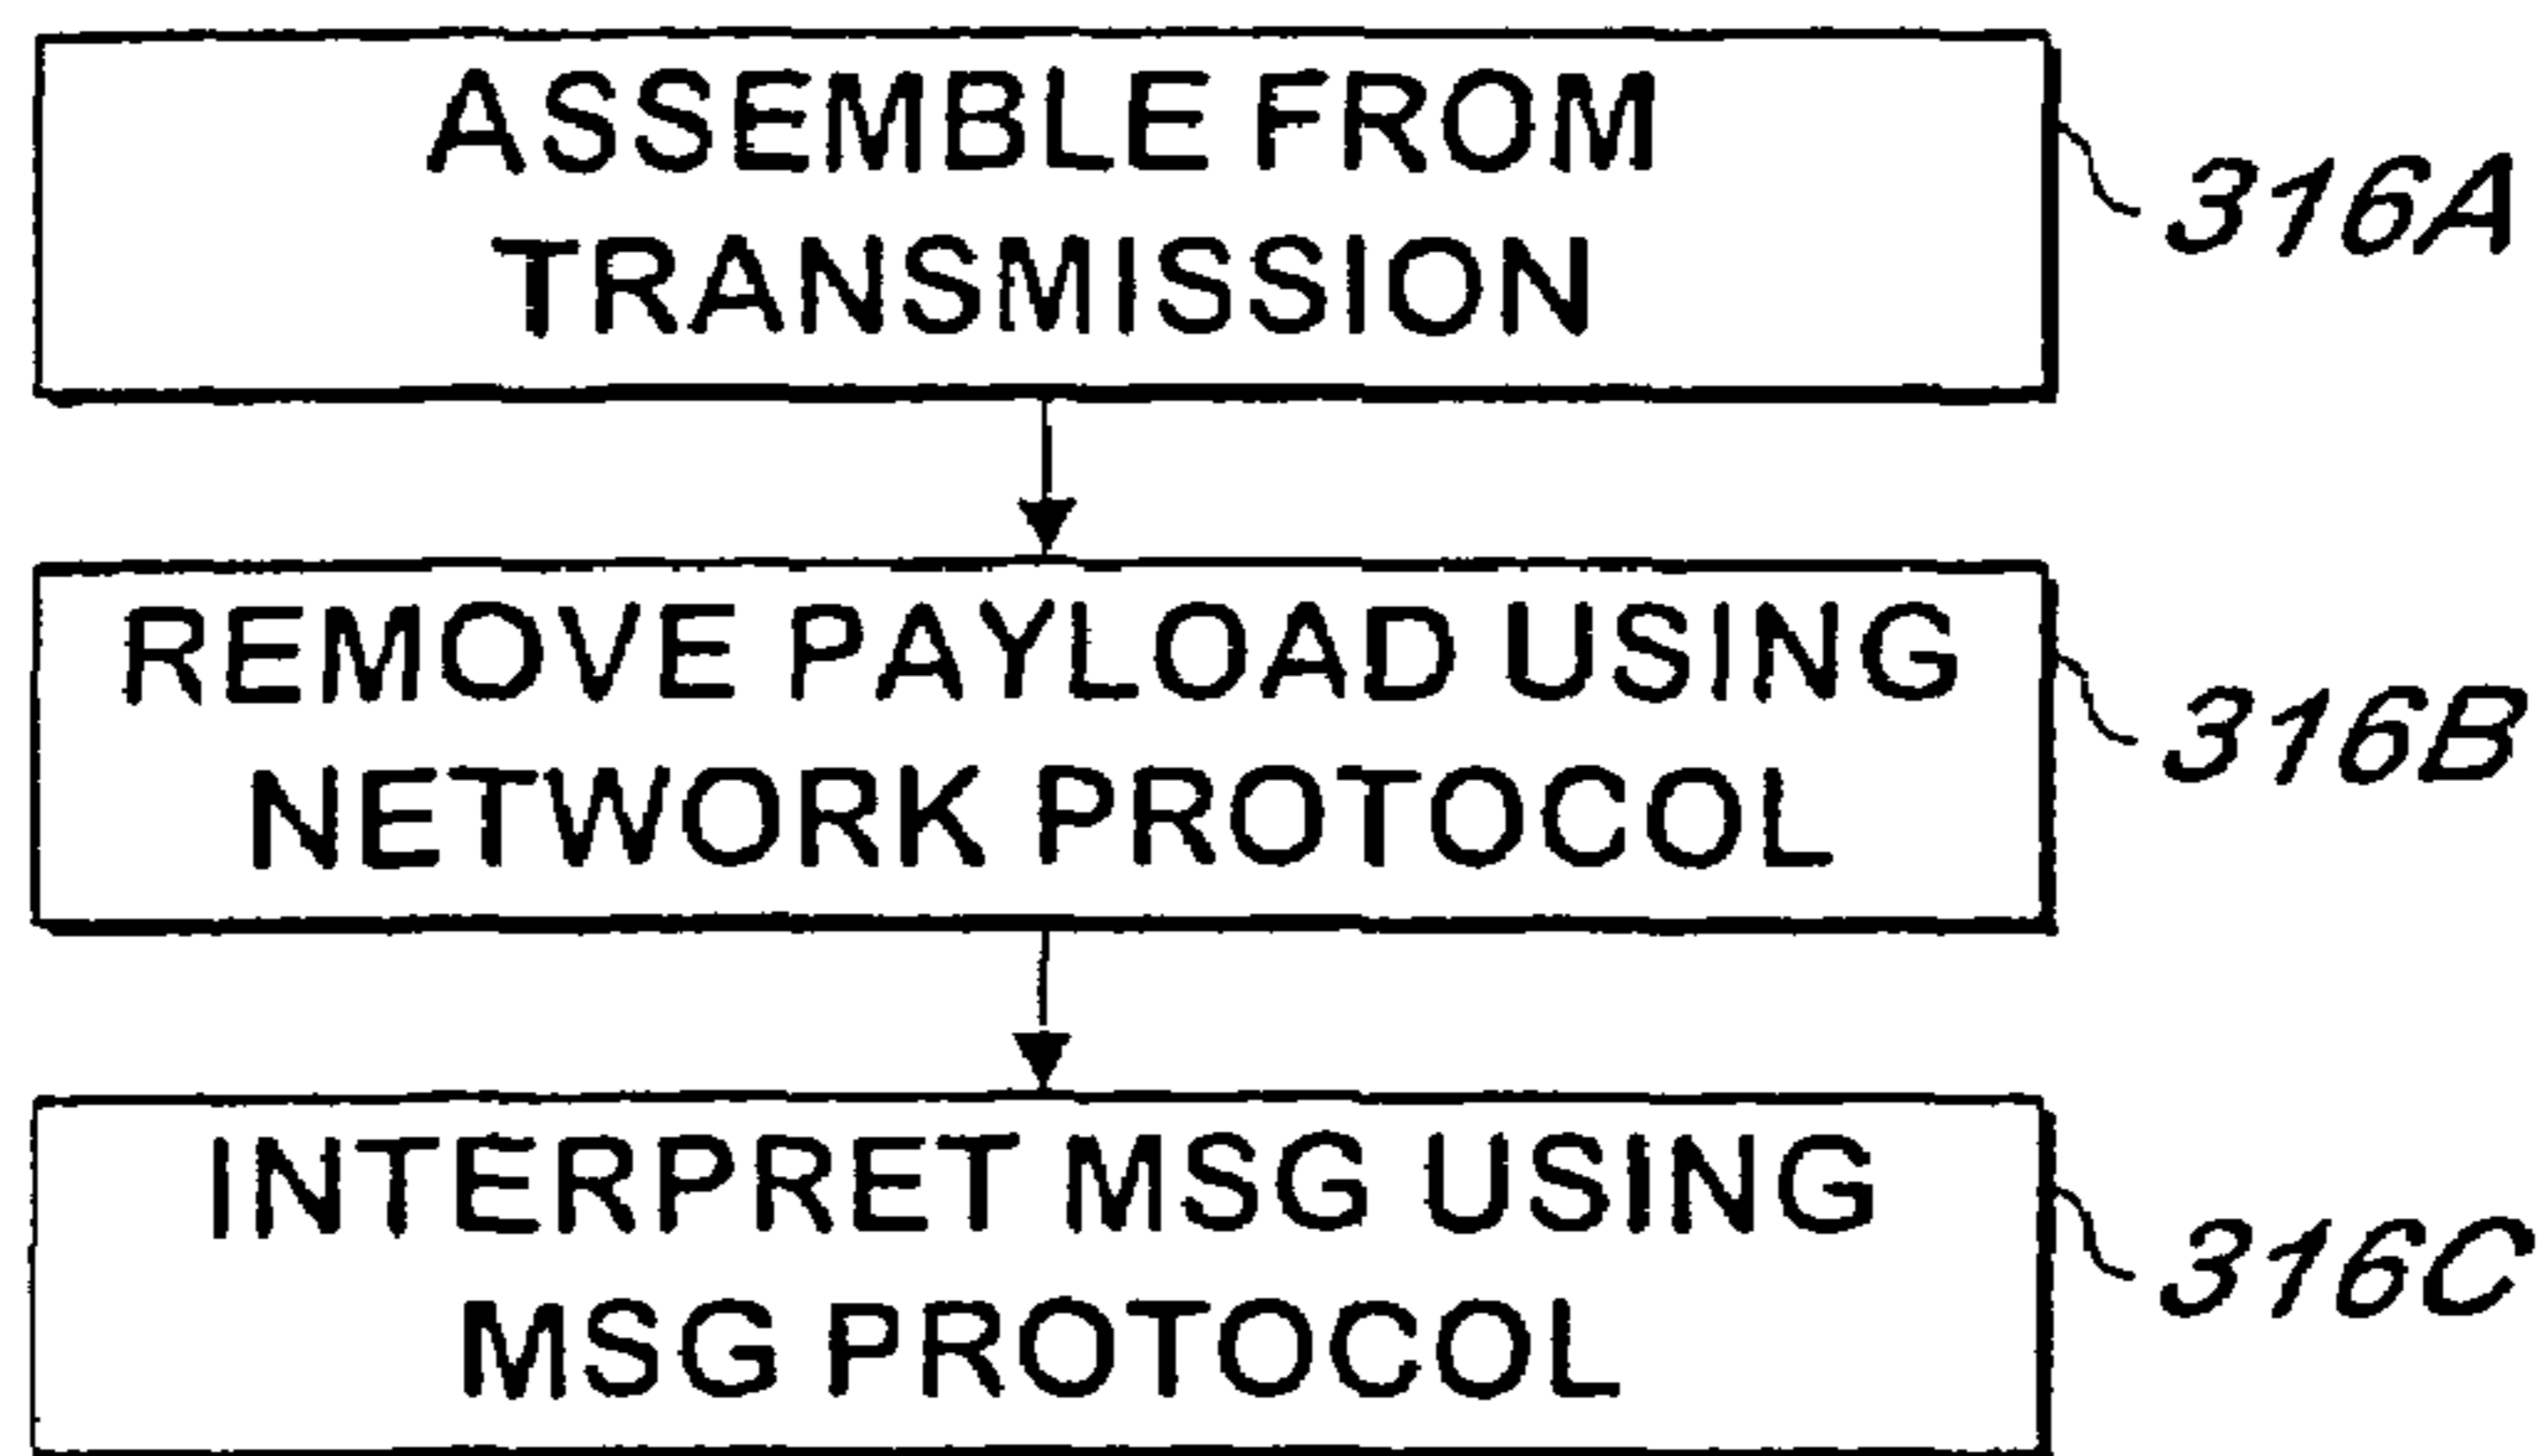 ASSEMBLE FROM
TRANSMISSION
316A
REMOVE PAYLOAD USING
NETWORK PROTOCOL
316B
INTERPRET MSG USING
MSG PROTOCOL
316C